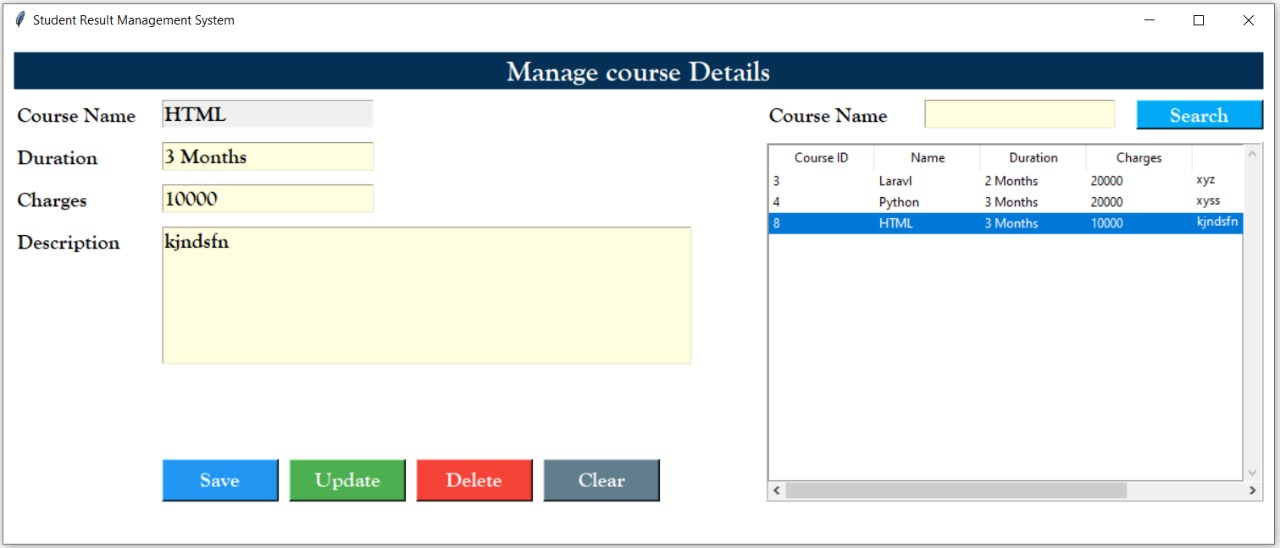 Student Result Management System
Manage course Details
Course Name HTML
Duration 3 Months
Charges 10000
Description kjndsfn
Save Update Delete Clear
Course Name Search
Course ID Name Duration Charges
3 Laravl 2 Months 20000 xyz
4 Python 3 Months 20000 xyss
8 HTML 3 Months 10000 kjndsfn